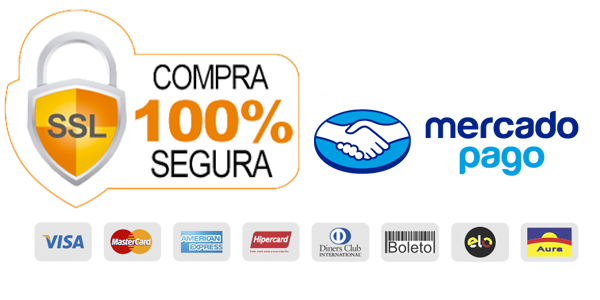 SSL
COMPRA
100%
SEGURA
mercado
pago
VISA
MasterCard
AMERICAN
EXPRESS
Hipercard
Diners Club
INTERNATIONAL
Boleto
elo
Aura